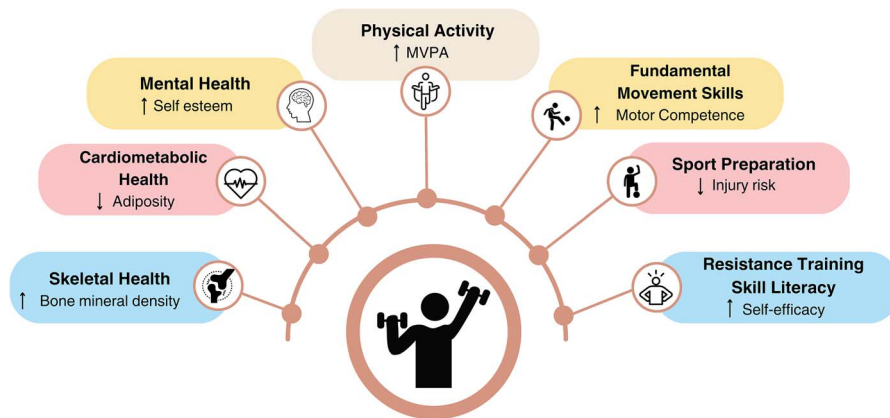 Physical Activity
↑ MVPA
Mental Health
↑ Self esteem
Fundamental
Movement Skills
↑ Motor Competence
Cardiometabolic
Health
↓ Adiposity
Sport Preparation
↓ Injury risk
Skeletal Health
↑ Bone mineral density
Resistance Training
Skill Literacy
↑ Self-efficacy